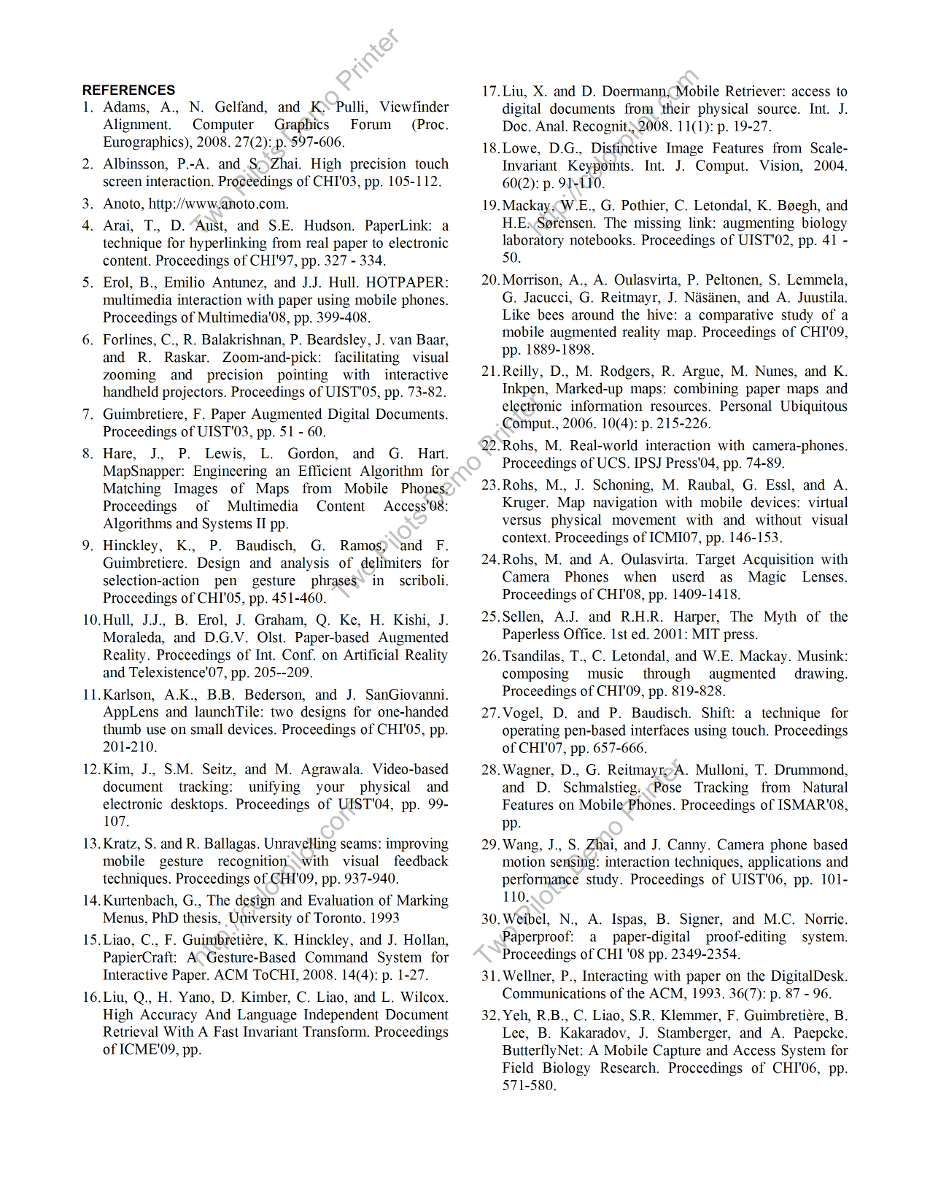 REFERENCES
1. Adams, A., N. Gelfand, and K. Pulli, Viewfinder
Alignment. Computer Graphics Forum (Proc.
Eurographics), 2008. 27(2): p. 597-606.
2. Albinsson, P.-A. and S. Zhai. High precision touch
screen interaction. Proceedings of CHI'03, pp. 105-112.
3. Anoto, http://www.anoto.com.
4. Arai, T., D. Aust, and S.E. Hudson. PaperLink: a
technique for hyperlinking from real paper to electronic
content. Proceedings of CHI'97, pp. 327 - 334.
5. Erol, B., Emilio Antunez, and J.J. Hull. HOTPAPER:
multimedia interaction with paper using mobile phones.
Proceedings of Multimedia'08, pp. 399-408.
6. Forlines, C., R. Balakrishnan, P. Beardsley, J. van Baar,
and R. Raskar. Zoom-and-pick: facilitating visual
zooming and precision pointing with interactive
handheld projectors. Proceedings of UIST'05, pp. 73-82.
7. Guimbretiere, F. Paper Augmented Digital Documents.
Proceedings of UIST'03, pp. 51 - 60.
8. Hare, J., P. Lewis, L. Gordon, and G. Hart.
MapSnapper: Engineering an Efficient Algorithm for
Matching Images of Maps from Mobile Phones.
Proceedings of Multimedia Content Access'08:
Algorithms and Systems II pp.
9. Hinckley, K., P. Baudisch, G. Ramos, and F.
Guimbretiere. Design and analysis of delimiters for
selection-action pen gesture phrases in scriboli.
Proceedings of CHI'05, pp. 451-460.
10. Hull, J.J., B. Erol, J. Graham, Q. Ke, H. Kishi, J.
Moraleda, and D.G.V. Olst. Paper-based Augmented
Reality. Proceedings of Int. Conf. on Artificial Reality
and Telexistence'07, pp. 205--209.
11. Karlson, A.K., B.B. Bederson, and J. SanGiovanni.
AppLens and launchTile: two designs for one-handed
thumb use on small devices. Proceedings of CHI'05, pp.
201-210.
12. Kim, J., S.M. Seitz, and M. Agrawala. Video-based
document tracking: unifying your physical and
electronic desktops. Proceedings of UIST'04, pp. 99-
107.
13. Kratz, S. and R. Ballagas. Unravelling seams: improving
mobile gesture recognition with visual feedback
techniques. Proceedings of CHI'09, pp. 937-940.
14. Kurtenbach, G., The design and Evaluation of Marking
Menus, PhD thesis, University of Toronto. 1993
15. Liao, C., F. Guimbretière, K. Hinckley, and J. Hollan,
PapierCraft: A Gesture-Based Command System for
Interactive Paper. ACM ToCHI, 2008. 14(4): p. 1-27.
16. Liu, Q., H. Yano, D. Kimber, C. Liao, and L. Wilcox.
High Accuracy And Language Independent Document
Retrieval With A Fast Invariant Transform. Proceedings
of ICME'09, pp.
17. Liu, X. and D. Doermann, Mobile Retriever: access to
digital documents from their physical source. Int. J.
Doc. Anal. Recognit., 2008. 11(1): p. 19-27.
18. Lowe, D.G., Distinctive Image Features from Scale-
Invariant Keypoints. Int. J. Comput. Vision, 2004.
60(2): p. 91-110.
19. Mackay, W.E., G. Pothier, C. Letondal, K. Bøegh, and
H.E. Sørensen. The missing link: augmenting biology
laboratory notebooks. Proceedings of UIST'02, pp. 41 -
50.
20. Morrison, A., A. Oulasvirta, P. Peltonen, S. Lemmela,
G. Jacucci, G. Reitmayr, J. Näsänen, and A. Juustila.
Like bees around the hive: a comparative study of a
mobile augmented reality map. Proceedings of CHI'09,
pp. 1889-1898.
21. Reilly, D., M. Rodgers, R. Argue, M. Nunes, and K.
Inkpen, Marked-up maps: combining paper maps and
electronic information resources. Personal Ubiquitous
Comput., 2006. 10(4): p. 215-226.
22. Rohs, M. Real-world interaction with camera-phones.
Proceedings of UCS. IPSJ Press'04, pp. 74-89.
23. Rohs, M., J. Schoning, M. Raubal, G. Essl, and A.
Kruger. Map navigation with mobile devices: virtual
versus physical movement with and without visual
context. Proceedings of ICMI07, pp. 146-153.
24. Rohs, M. and A. Oulasvirta. Target Acquisition with
Camera Phones when userd as Magic Lenses.
Proceedings of CHI'08, pp. 1409-1418.
25. Sellen, A.J. and R.H.R. Harper, The Myth of the
Paperless Office. 1st ed. 2001: MIT press.
26. Tsandilas, T., C. Letondal, and W.E. Mackay. Musink:
composing music through augmented drawing.
Proceedings of CHI'09, pp. 819-828.
27. Vogel, D. and P. Baudisch. Shift: a technique for
operating pen-based interfaces using touch. Proceedings
of CHI'07, pp. 657-666.
28. Wagner, D., G. Reitmayr, A. Mulloni, T. Drummond,
and D. Schmalstieg. Pose Tracking from Natural
Features on Mobile Phones. Proceedings of ISMAR'08,
pp.
29. Wang, J., S. Zhai, and J. Canny. Camera phone based
motion sensing: interaction techniques, applications and
performance study. Proceedings of UIST'06, pp. 101-
110.
30. Weibel, N., A. Ispas, B. Signer, and M.C. Norrie.
Paperproof: a paper-digital proof-editing system.
Proceedings of CHI '08 pp. 2349-2354.
31. Wellner, P., Interacting with paper on the DigitalDesk.
Communications of the ACM, 1993. 36(7): p. 87 - 96.
32. Yeh, R.B., C. Liao, S.R. Klemmer, F. Guimbretière, B.
Lee, B. Kakaradov, J. Stamberger, and A. Paepcke.
ButterflyNet: A Mobile Capture and Access System for
Field Biology Research. Proceedings of CHI'06, pp.
571-580.
Two Pilots Demo Printer
http://colorpilot.com
Two Pilots Demo Printer
http://colorpilot.com
Two Pilots Demo Printer